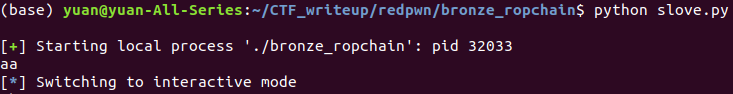 (base) yuan@yuan-All-Series:~/CTF_writeup/redpwn/bronze_ropchain$ python slove.py
[+] Starting local process './bronze_ropchain': pid 32033
aa
[*] Switching to interactive mode